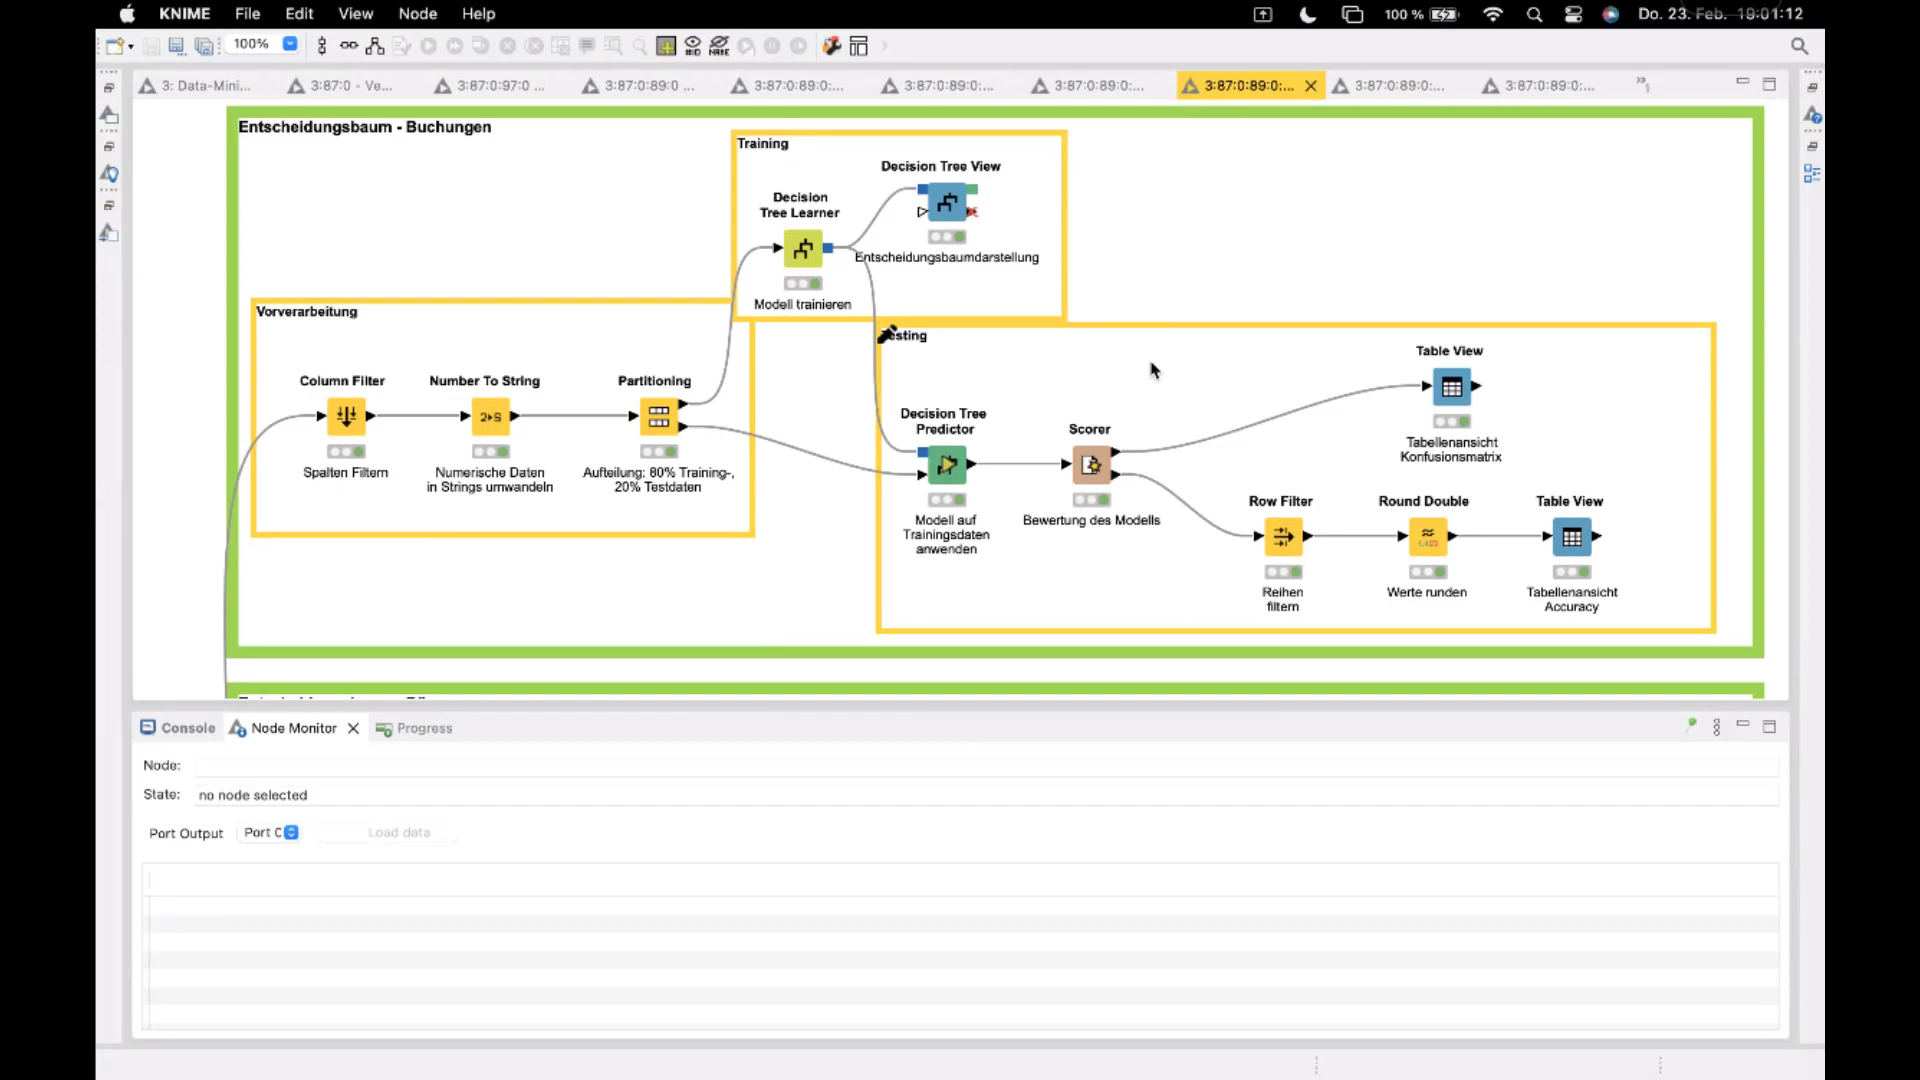 KNIME File Edit View Node Help
100 % Do. 23. Feb. 19:01:12
100%
3: Data-Mini...
3:87:0 - Ve...
3:87:0:97:0 ...
3:87:0:89:0 ...
3:87:0:89:0:...
3:87:0:89:0:...
3:87:0:89:0:...
3:87:0:89:0:...
3:87:0:89:0:...
3:87:0:89:0:...
1
Entscheidungsbaum - Buchungen
Training
Decision Tree View
Decision
Tree Learner
Entscheidungsbaumdarstellung
Modell trainieren
Vorverarbeitung
Column Filter
Number To String
Partitioning
2▸S
Spalten Filtern
Numerische Daten
in Strings umwandeln
Aufteilung: 80% Training-,
20% Testdaten
esting
Table View
Tabellenansicht
Konfusionsmatrix
Decision Tree
Predictor
Scorer
Modell auf
Trainingsdaten
anwenden
Bewertung des Modells
Row Filter
Round Double
Table View
Reihen
filtern
Werte runden
Tabellenansicht
Accuracy
Console
Node Monitor
Progress
Node:
State: no node selected
Port Output Port Load data